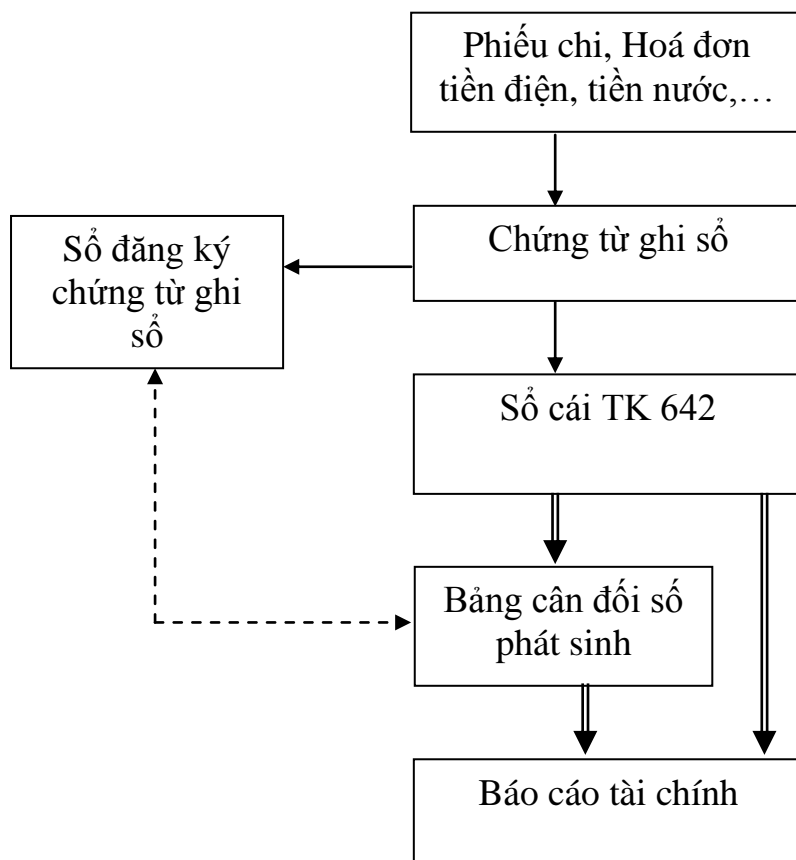 Phiếu chi, Hoá đơn
tiền điện, tiền nước,…
Chứng từ ghi sổ
Sổ đăng ký
chứng từ ghi
sổ
Sổ cái TK 642
Bảng cân đối số
phát sinh
Báo cáo tài chính